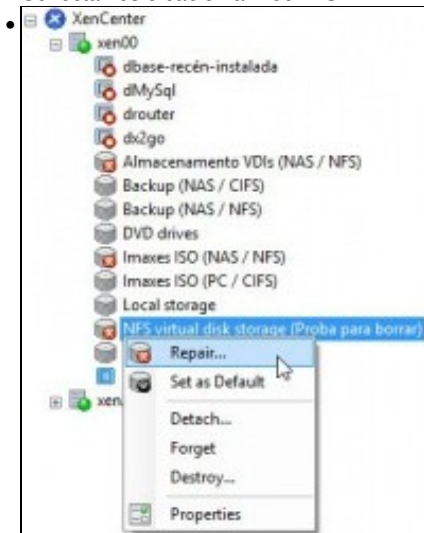 XenCenter
xen00
dbase-recén-instalada
dMySql
drouter
dx2go
Almacenamento VDIs (NAS / NFS)
Backup (NAS / CIFS)
Backup (NAS / NFS)
DVD drives
Imaxes ISO (NAS / NFS)
Imaxes ISO (PC / CIFS)
Local storage
NFS virtual disk storage (Proba para borrar)
Repair...
Set as Default
Detach...
xen
Forget
Destroy...
Properties